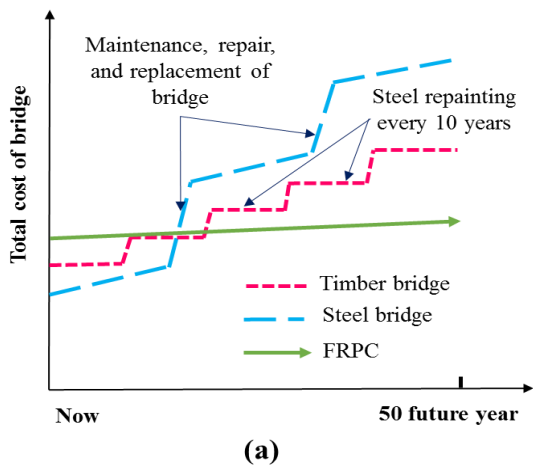 Maintenance, repair,
and replacement of
bridge
Steel repainting
every 10 years
Total cost of bridge
Timber bridge
Steel bridge
FRPC
Now
50 future year
(a)